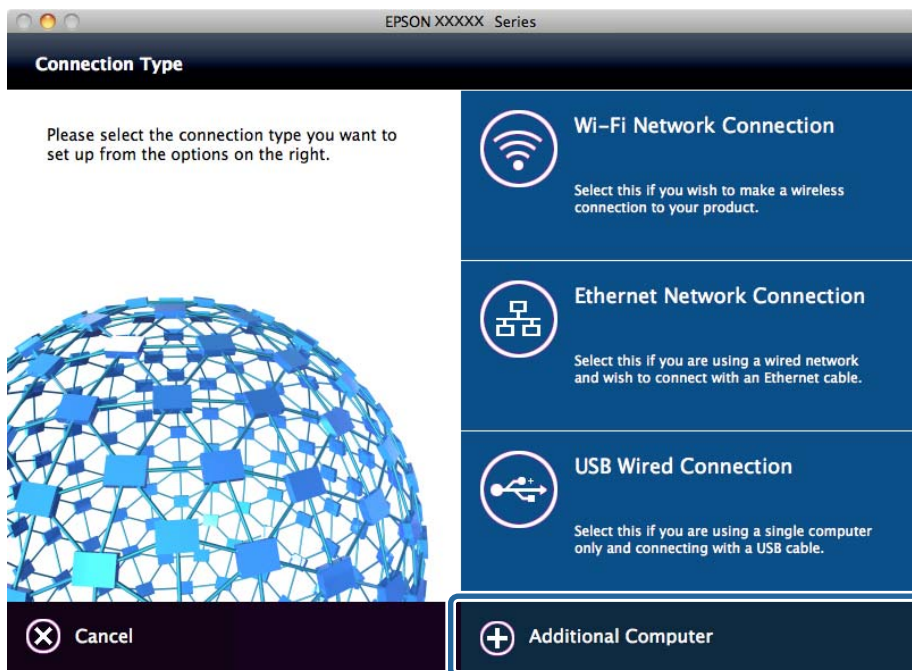 EPSON XXXXX Series
Connection Type
Please select the connection type you want to
set up from the options on the right.
Wi-Fi Network Connection
Select this if you wish to make a wireless
connection to your product.
Ethernet Network Connection
Select this if you are using a wired network
and wish to connect with an Ethernet cable.
USB Wired Connection
Select this if you are using a single computer
only and connecting with a USB cable.
Cancel
Additional Computer